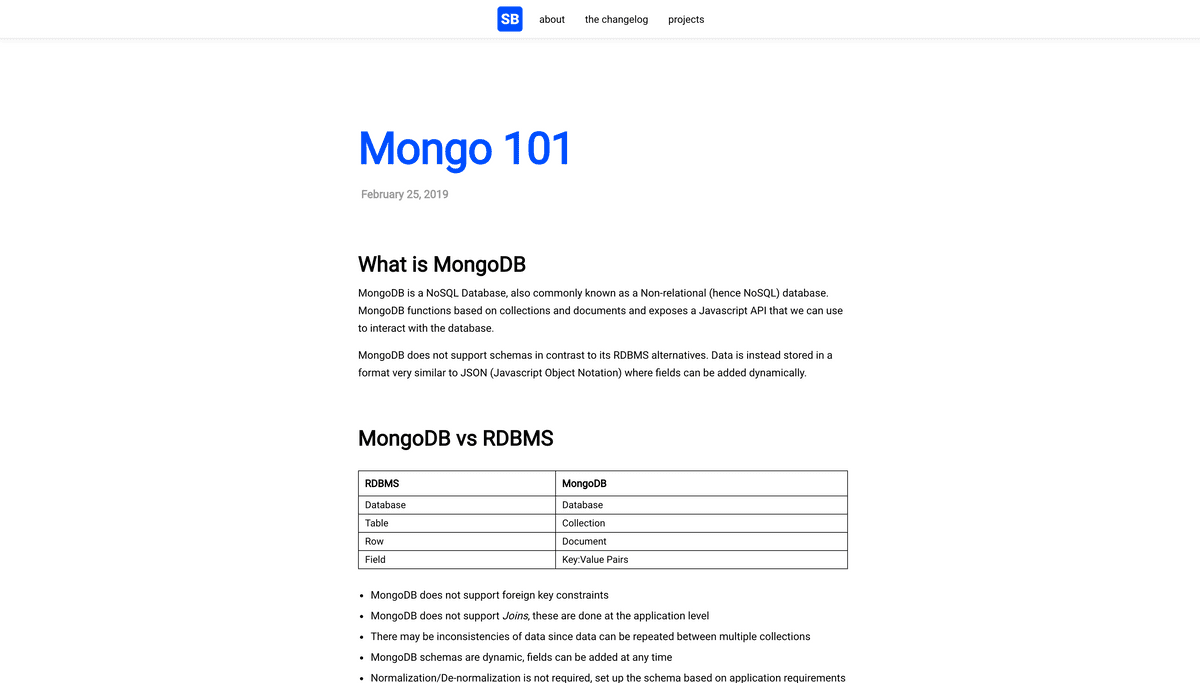 SB about the changelog projects
Mongo 101
February 25, 2019
What is MongoDB
MongoDB is a NoSQL Database, also commonly known as a Non-relational (hence NoSQL) database.
MongoDB functions based on collections and documents and exposes a Javascript API that we can use
to interact with the database.
MongoDB does not support schemas in contrast to its RDBMS alternatives. Data is instead stored in a
format very similar to JSON (Javascript Object Notation) where fields can be added dynamically.
MongoDB vs RDBMS
RDBMS MongoDB
Database Database
Table Collection
Row Document
Field Key:Value Pairs
• MongoDB does not support foreign key constraints
• MongoDB does not support Joins, these are done at the application level
• There may be inconsistencies of data since data can be repeated between multiple collections
• MongoDB schemas are dynamic, fields can be added at any time
• Normalization/De-normalization is not required, set up the schema based on application requirements